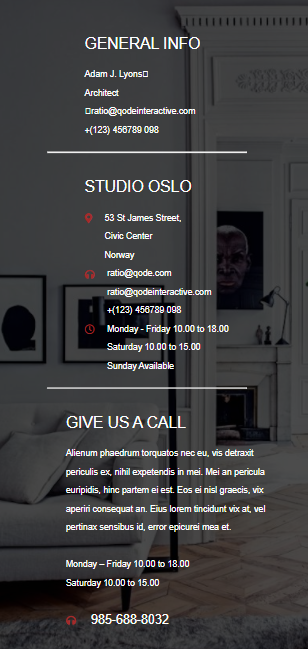 GENERAL INFO
Adam J. Lyons
Architect
ratio@qodeinteractive.com
+(123) 456789 098
STUDIO OSLO
53 St James Street,
Civic Center
Norway
ratio@qode.com
ratio@qodeinteractive.com
+(123) 456789 098
Monday - Friday 10.00 to 18.00
Saturday 10.00 to 15.00
Sunday Available
GIVE US A CALL
Alienum phaedrum torquatos nec eu, vis detraxit
periculis ex, nihil expetendis in mei. Mei an pericula
euripidis, hinc partem ei est. Eos ei nisl graecis, vix
aperiri consequat an. Eius lorem tincidunt vix at, vel
pertinax sensibus id, error epicurei mea et.
Monday – Friday 10.00 to 18.00
Saturday 10.00 to 15.00
985-688-8032